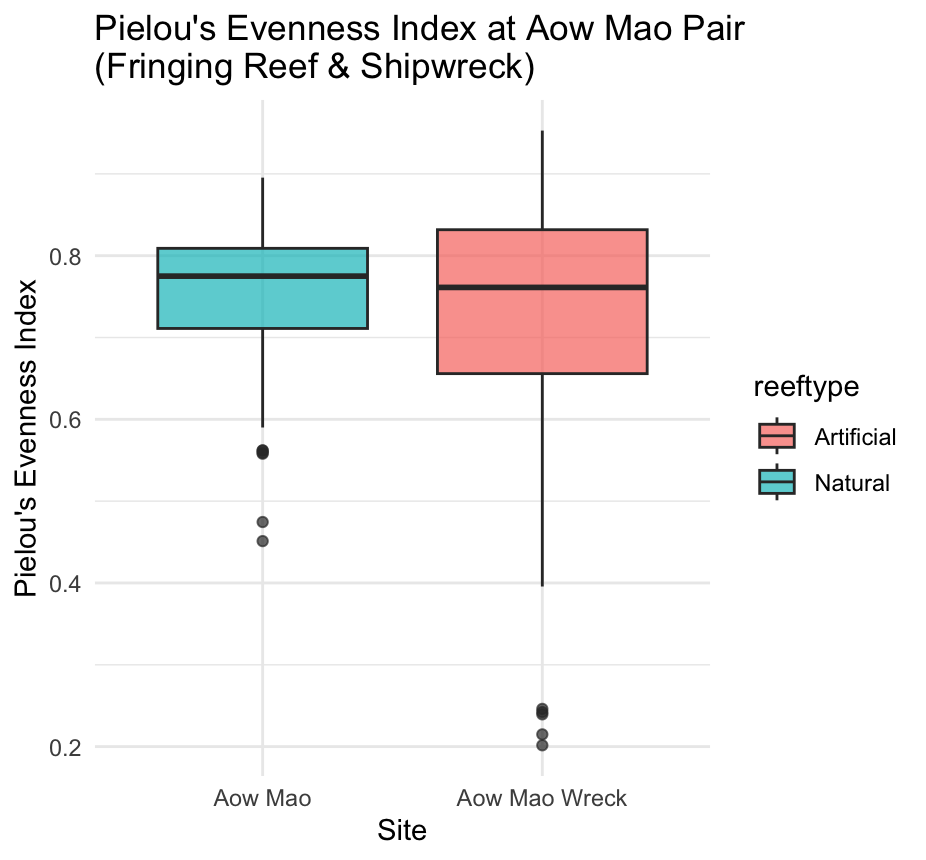 Pielou's Evenness Index at Aow Mao Pair
(Fringing Reef & Shipwreck)
Pielou's Evenness Index
0.8
0.6
0.4
0.2
Aow Mao
Aow Mao Wreck
Site
reeftype
Artificial
Natural